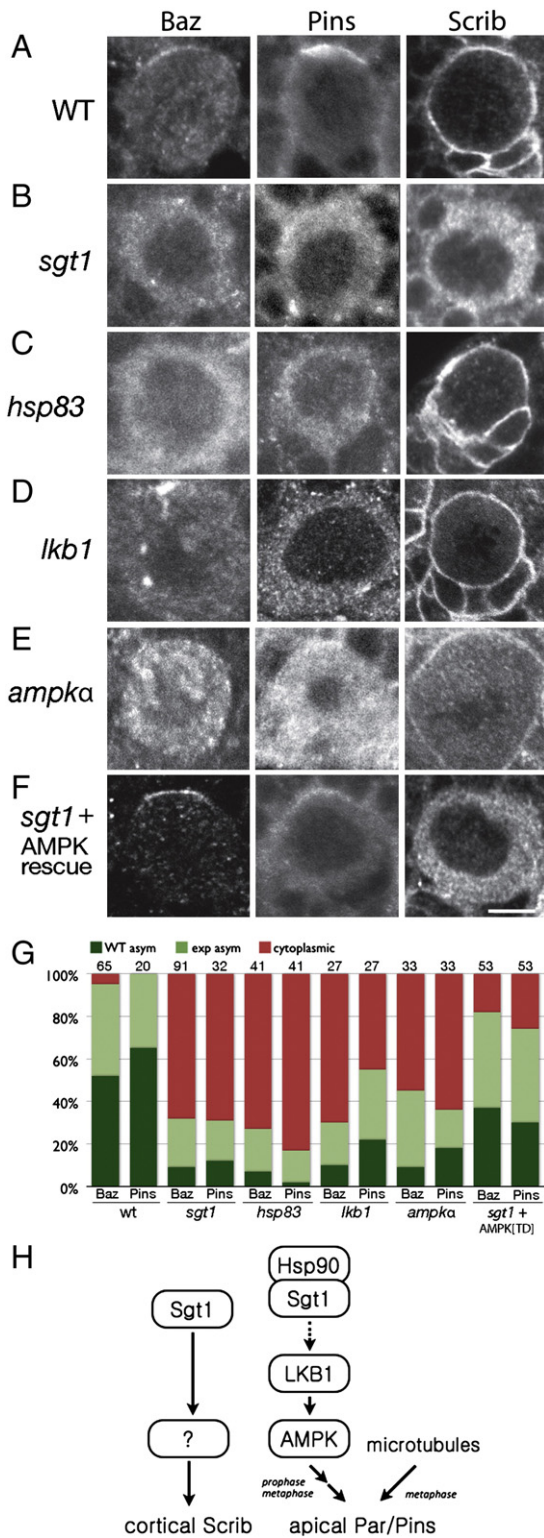 Baz Pins Scrib
A
WT
B
sgt1
C
hsp83
D
lkb1
E
ampkα
F
sgt1 +
AMPK
rescue
G
WT asym exp asym cytoplasmic
65 20 91 32 41 41 27 27 33 33 53 53
100%
80%
60%
40%
20%
0%
Baz Pins Baz Pins Baz Pins Baz Pins Baz Pins Baz Pins
wt sgt1 hsp83 lkb1 ampkα sgt1 +
AMPK[TD]
H
Hsp90
Sgt1 Sgt1
LKB1
? AMPK microtubules
prophase
metaphase metaphase
cortical Scrib apical Par/Pins